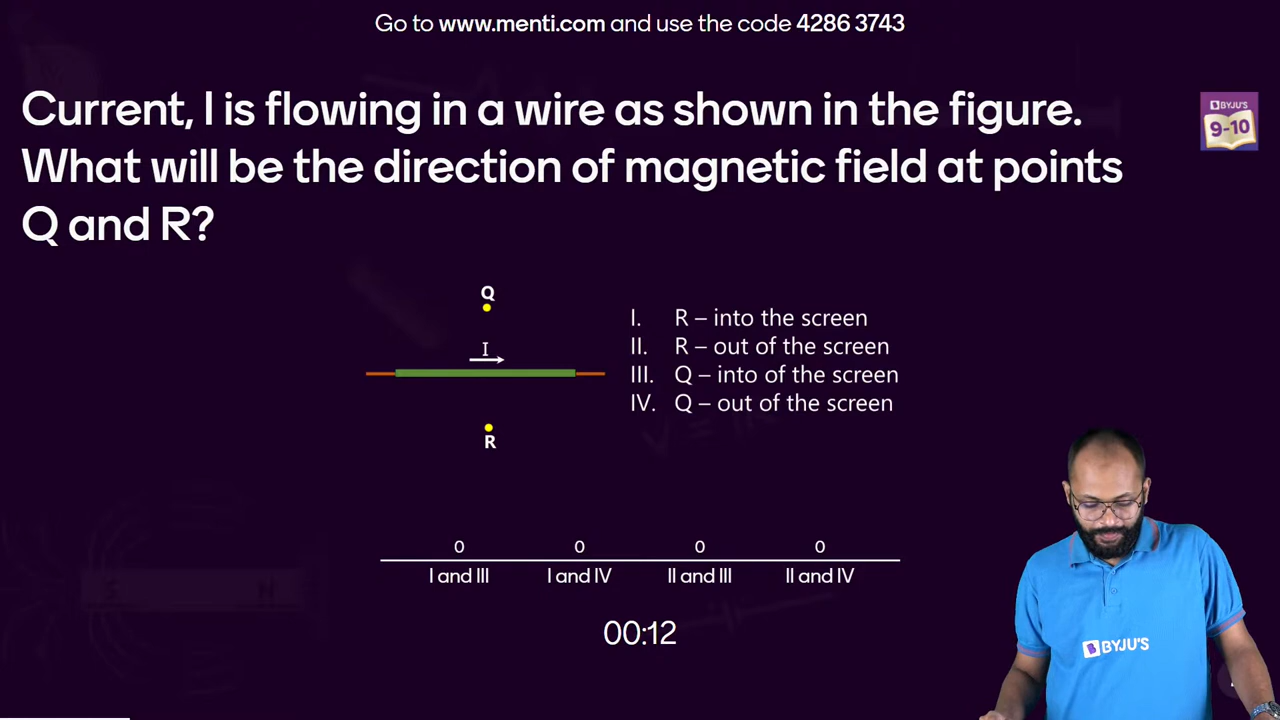 Go to www.menti.com and use the code 4286 3743
Current, I is flowing in a wire as shown in the figure.
What will be the direction of magnetic field at points
Q and R?
BYJU'S
9-10
Q
I
R
I. R – into the screen
II. R – out of the screen
III. Q – into of the screen
IV. Q – out of the screen
0 0 0 0
I and III I and IV II and III II and IV
00:12
BYJU'S
S N